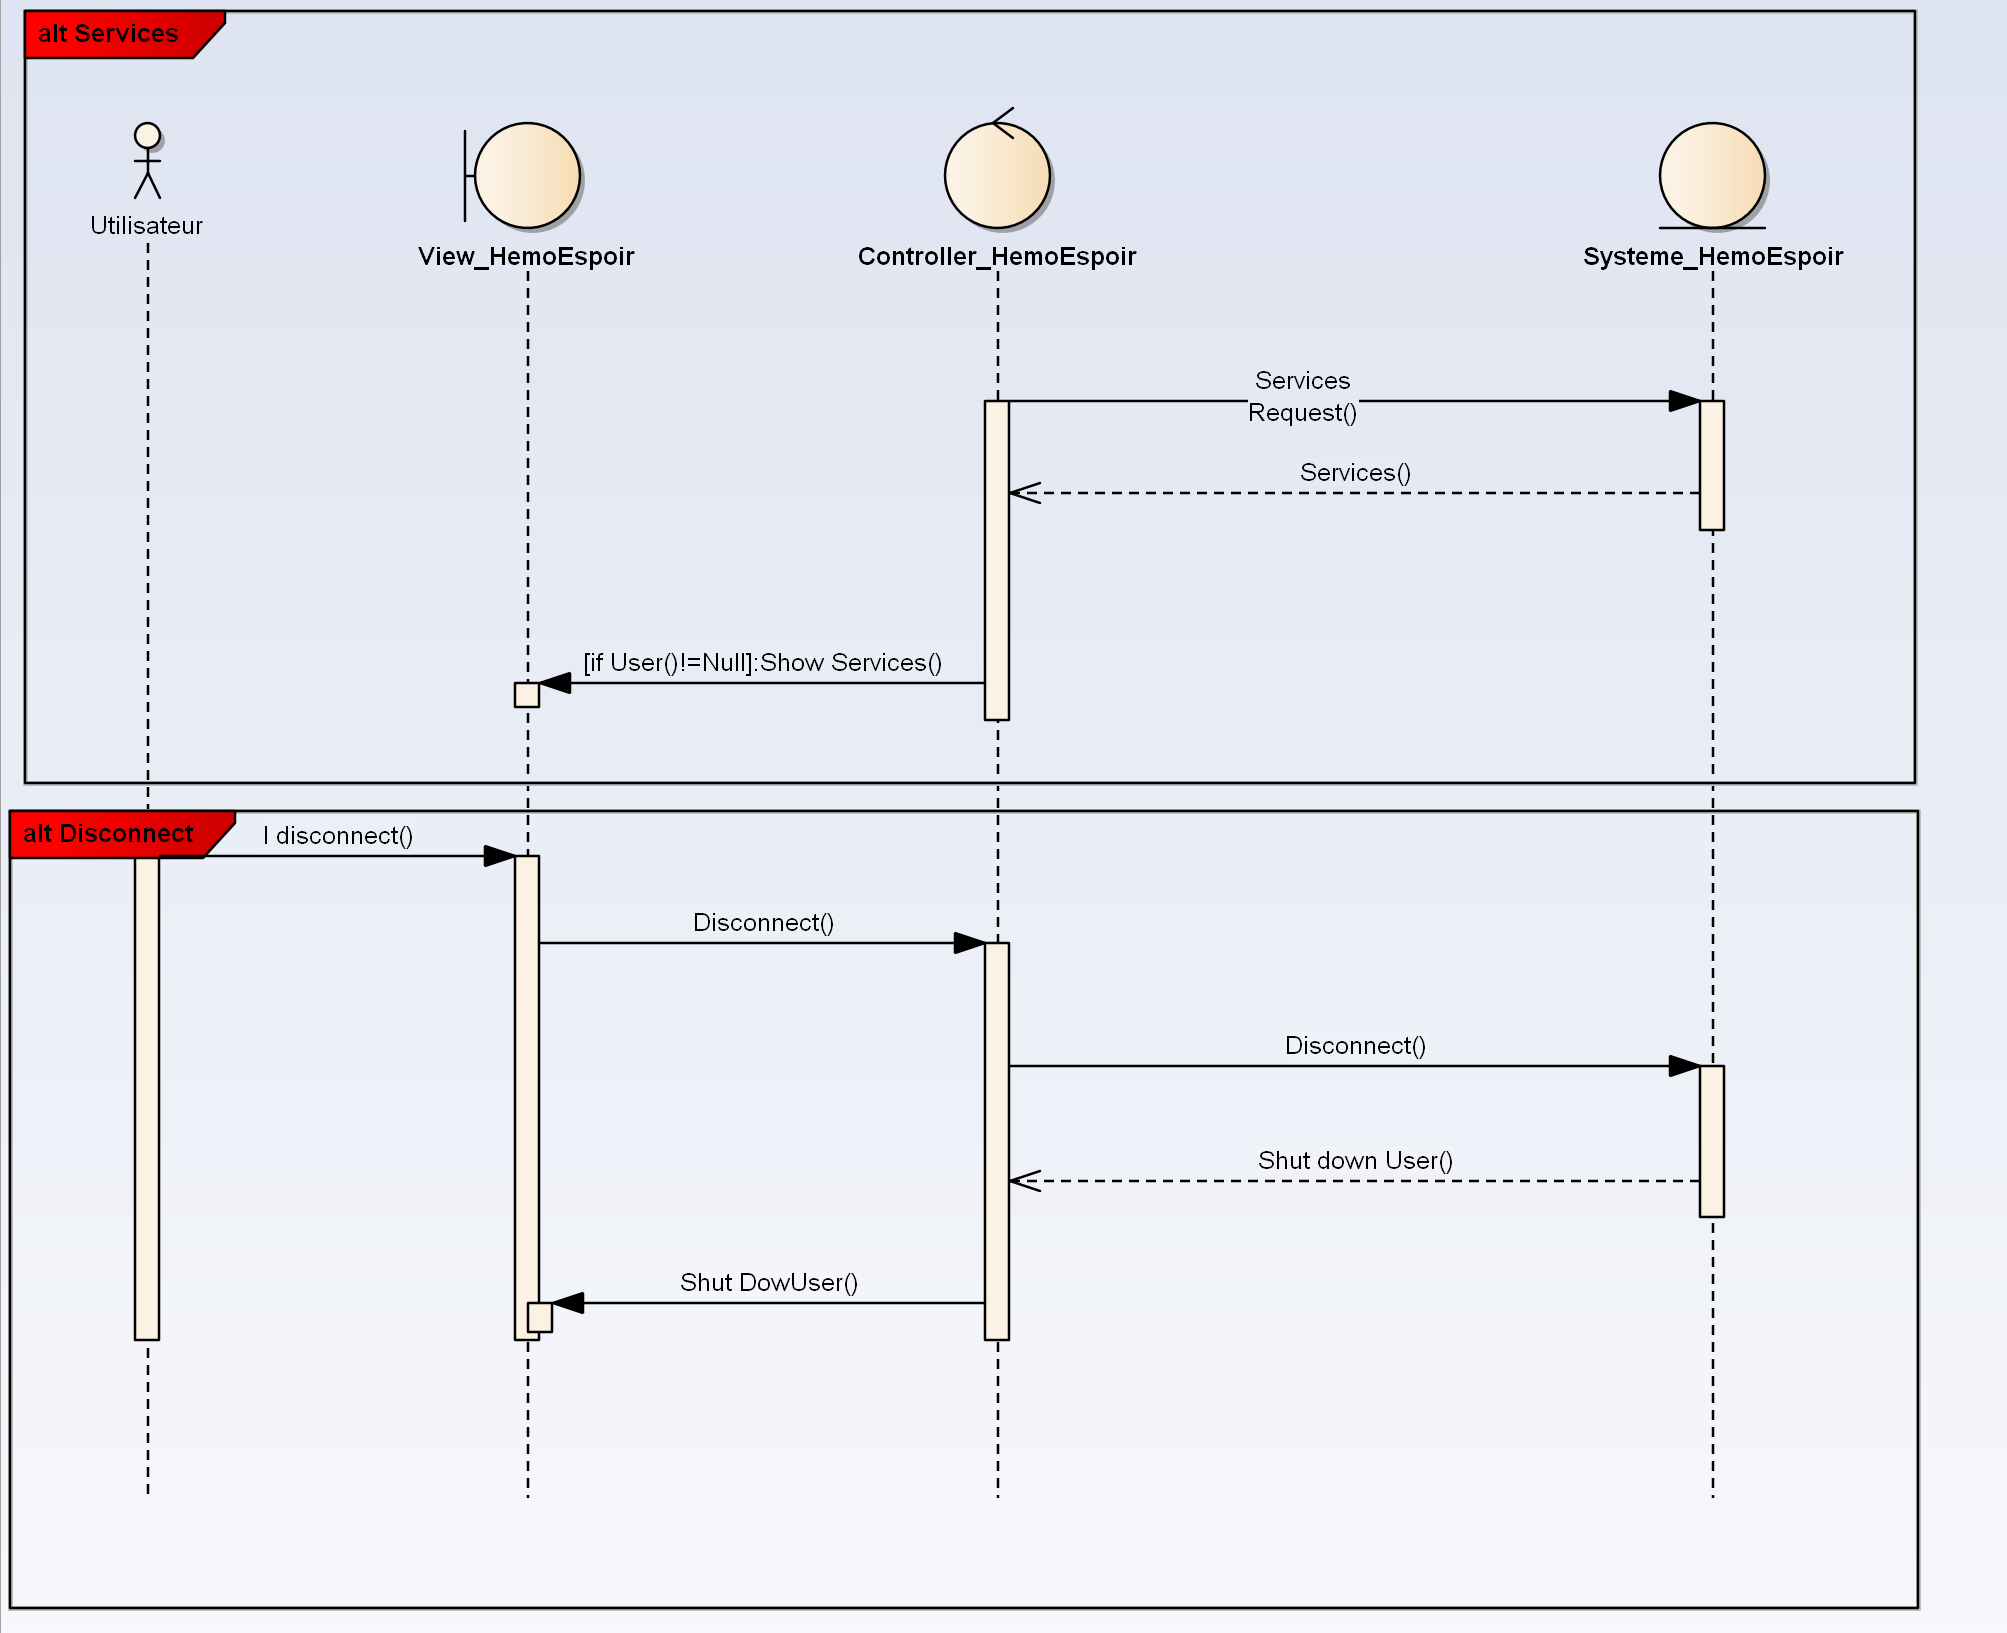 alt Services
Utilisateur
View_HemoEspoir
Controller_HemoEspoir
Systeme_HemoEspoir
Services
Request()
Services()
[if User()!=Null]:Show Services()
alt Disconnect
I disconnect()
Disconnect()
Disconnect()
Shut down User()
Shut DowUser()